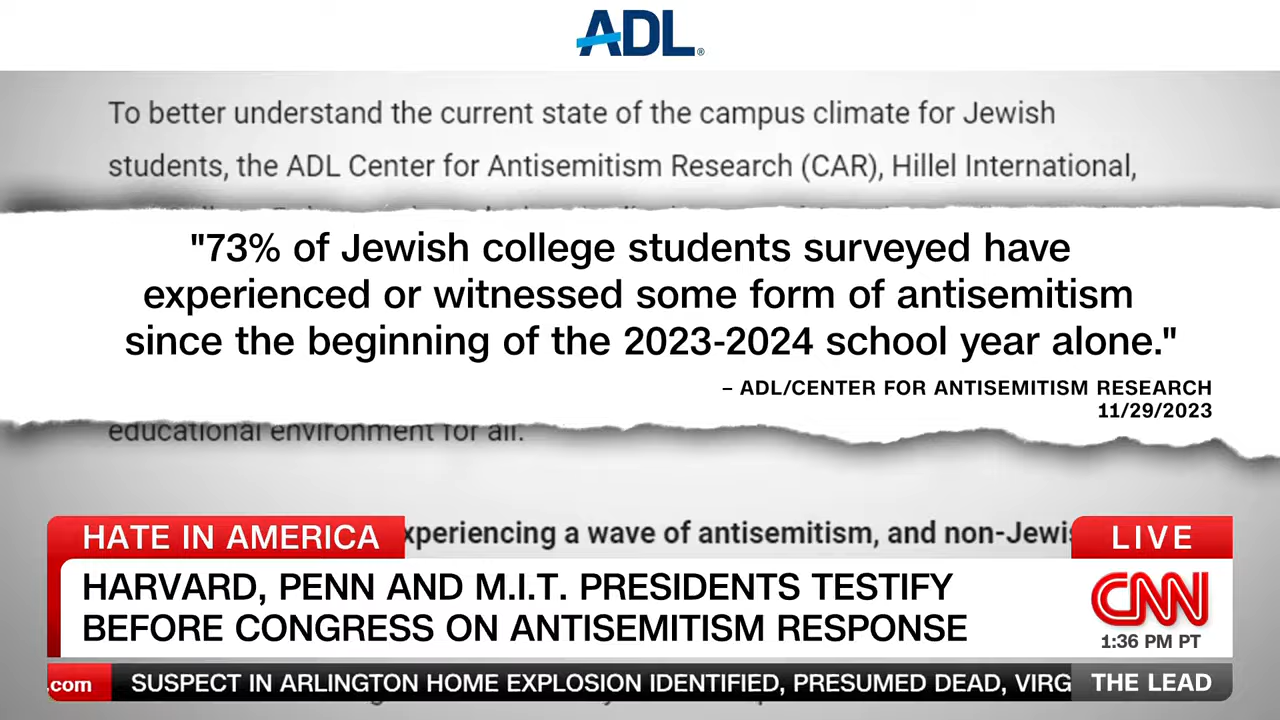 ADL®
To better understand the current state of the campus climate for Jewish
students, the ADL Center for Antisemitism Research (CAR), Hillel International,
"73% of Jewish college students surveyed have
experienced or witnessed some form of antisemitism
since the beginning of the 2023-2024 school year alone."
– ADL/CENTER FOR ANTISEMITISM RESEARCH
11/29/2023
educational environment for all.
xperiencing a wave of antisemitism, and non-Jewis
HATE IN AMERICA
LIVE
HARVARD, PENN AND M.I.T. PRESIDENTS TESTIFY
BEFORE CONGRESS ON ANTISEMITISM RESPONSE
CNN
1:36 PM PT
.com
SUSPECT IN ARLINGTON HOME EXPLOSION IDENTIFIED, PRESUMED DEAD, VIRG
THE LEAD